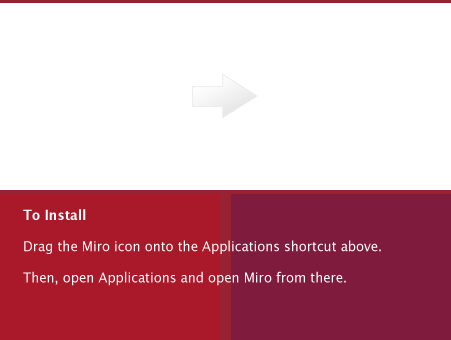 To Install
Drag the Miro icon onto the Applications shortcut above.
Then, open Applications and open Miro from there.